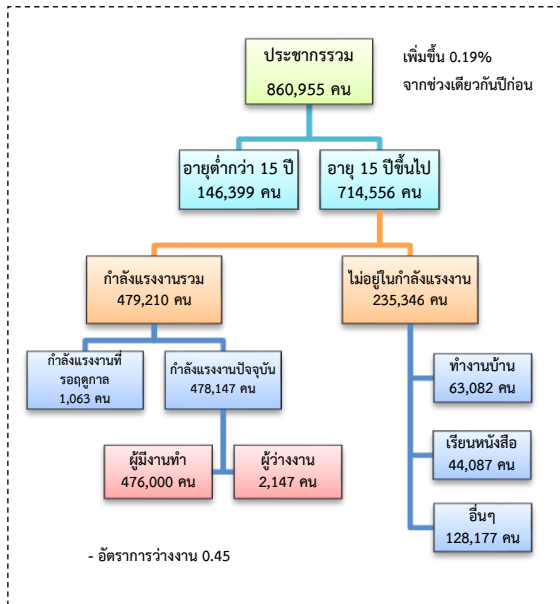 ประชากรรวม
860,955 คน
เพิ่มขึ้น 0.19%
จากช่วงเดียวกันปีก่อน
อายุต่ำกว่า 15 ปี
146,399 คน
อายุ 15 ปีขึ้นไป
714,556 คน
กำลังแรงงานรวม
479,210 คน
ไม่อยู่ในกำลังแรงงาน
235,346 คน
กำลังแรงงานที่
รอฤดูกาล
1,063 คน
กำลังแรงงานปัจจุบัน
478,147 คน
ทำงานบ้าน
63,082 คน
เรียนหนังสือ
44,087 คน
อื่นๆ
128,177 คน
ผู้มีงานทำ
476,000 คน
ผู้ว่างงาน
2,147 คน
- อัตราการว่างงาน 0.45